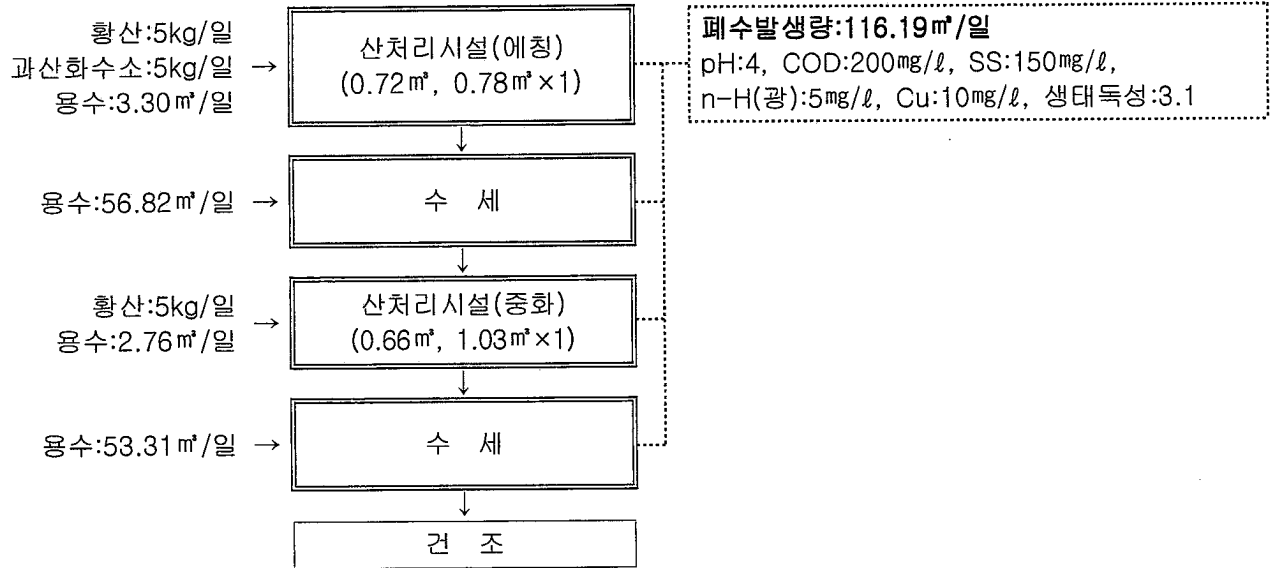 황산:5kg/일
과산화수소:5kg/일 →
용수:3.30㎥/일
산처리시설(에칭)
(0.72㎥, 0.78㎥×1)
폐수발생량:116.19㎥/일
pH:4, COD:200㎎/ℓ, SS:150㎎/ℓ,
n-H(광):5㎎/ℓ, Cu:10㎎/ℓ, 생태독성:3.1
↓
용수:56.82㎥/일 →
수 세
↓
황산:5kg/일
용수:2.76㎥/일 →
산처리시설(중화)
(0.66㎥, 1.03㎥×1)
↓
용수:53.31㎥/일 →
수 세
↓
건 조